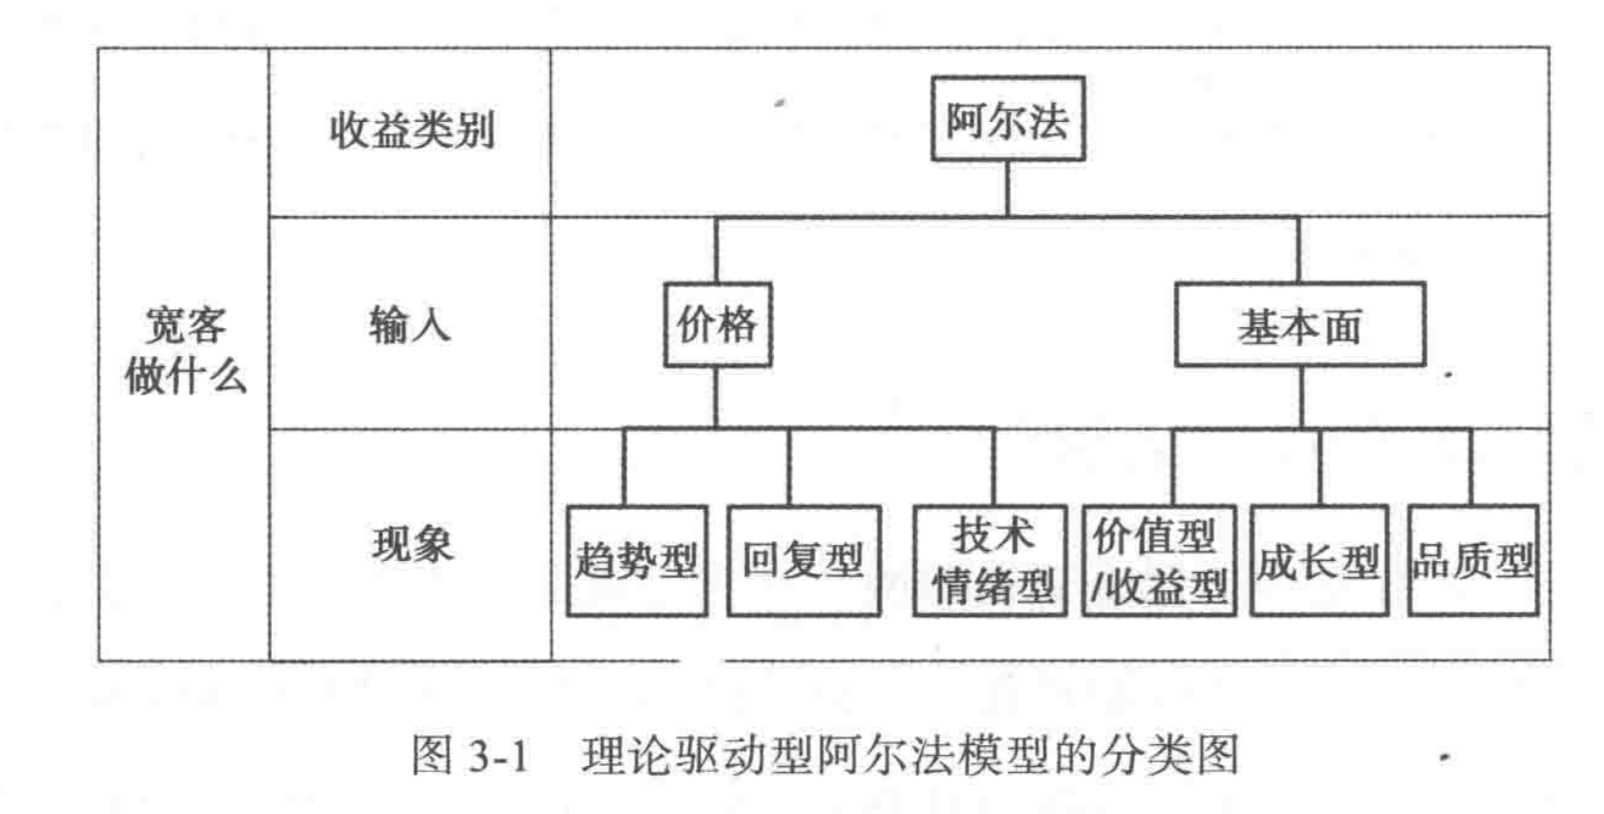 收益类别
阿尔法
宽客
做什么
输入
价格
基本面
现象
趋势型
回复型
技术
情绪型
价值型
/收益型
成长型
品质型
图 3-1 理论驱动型阿尔法模型的分类图